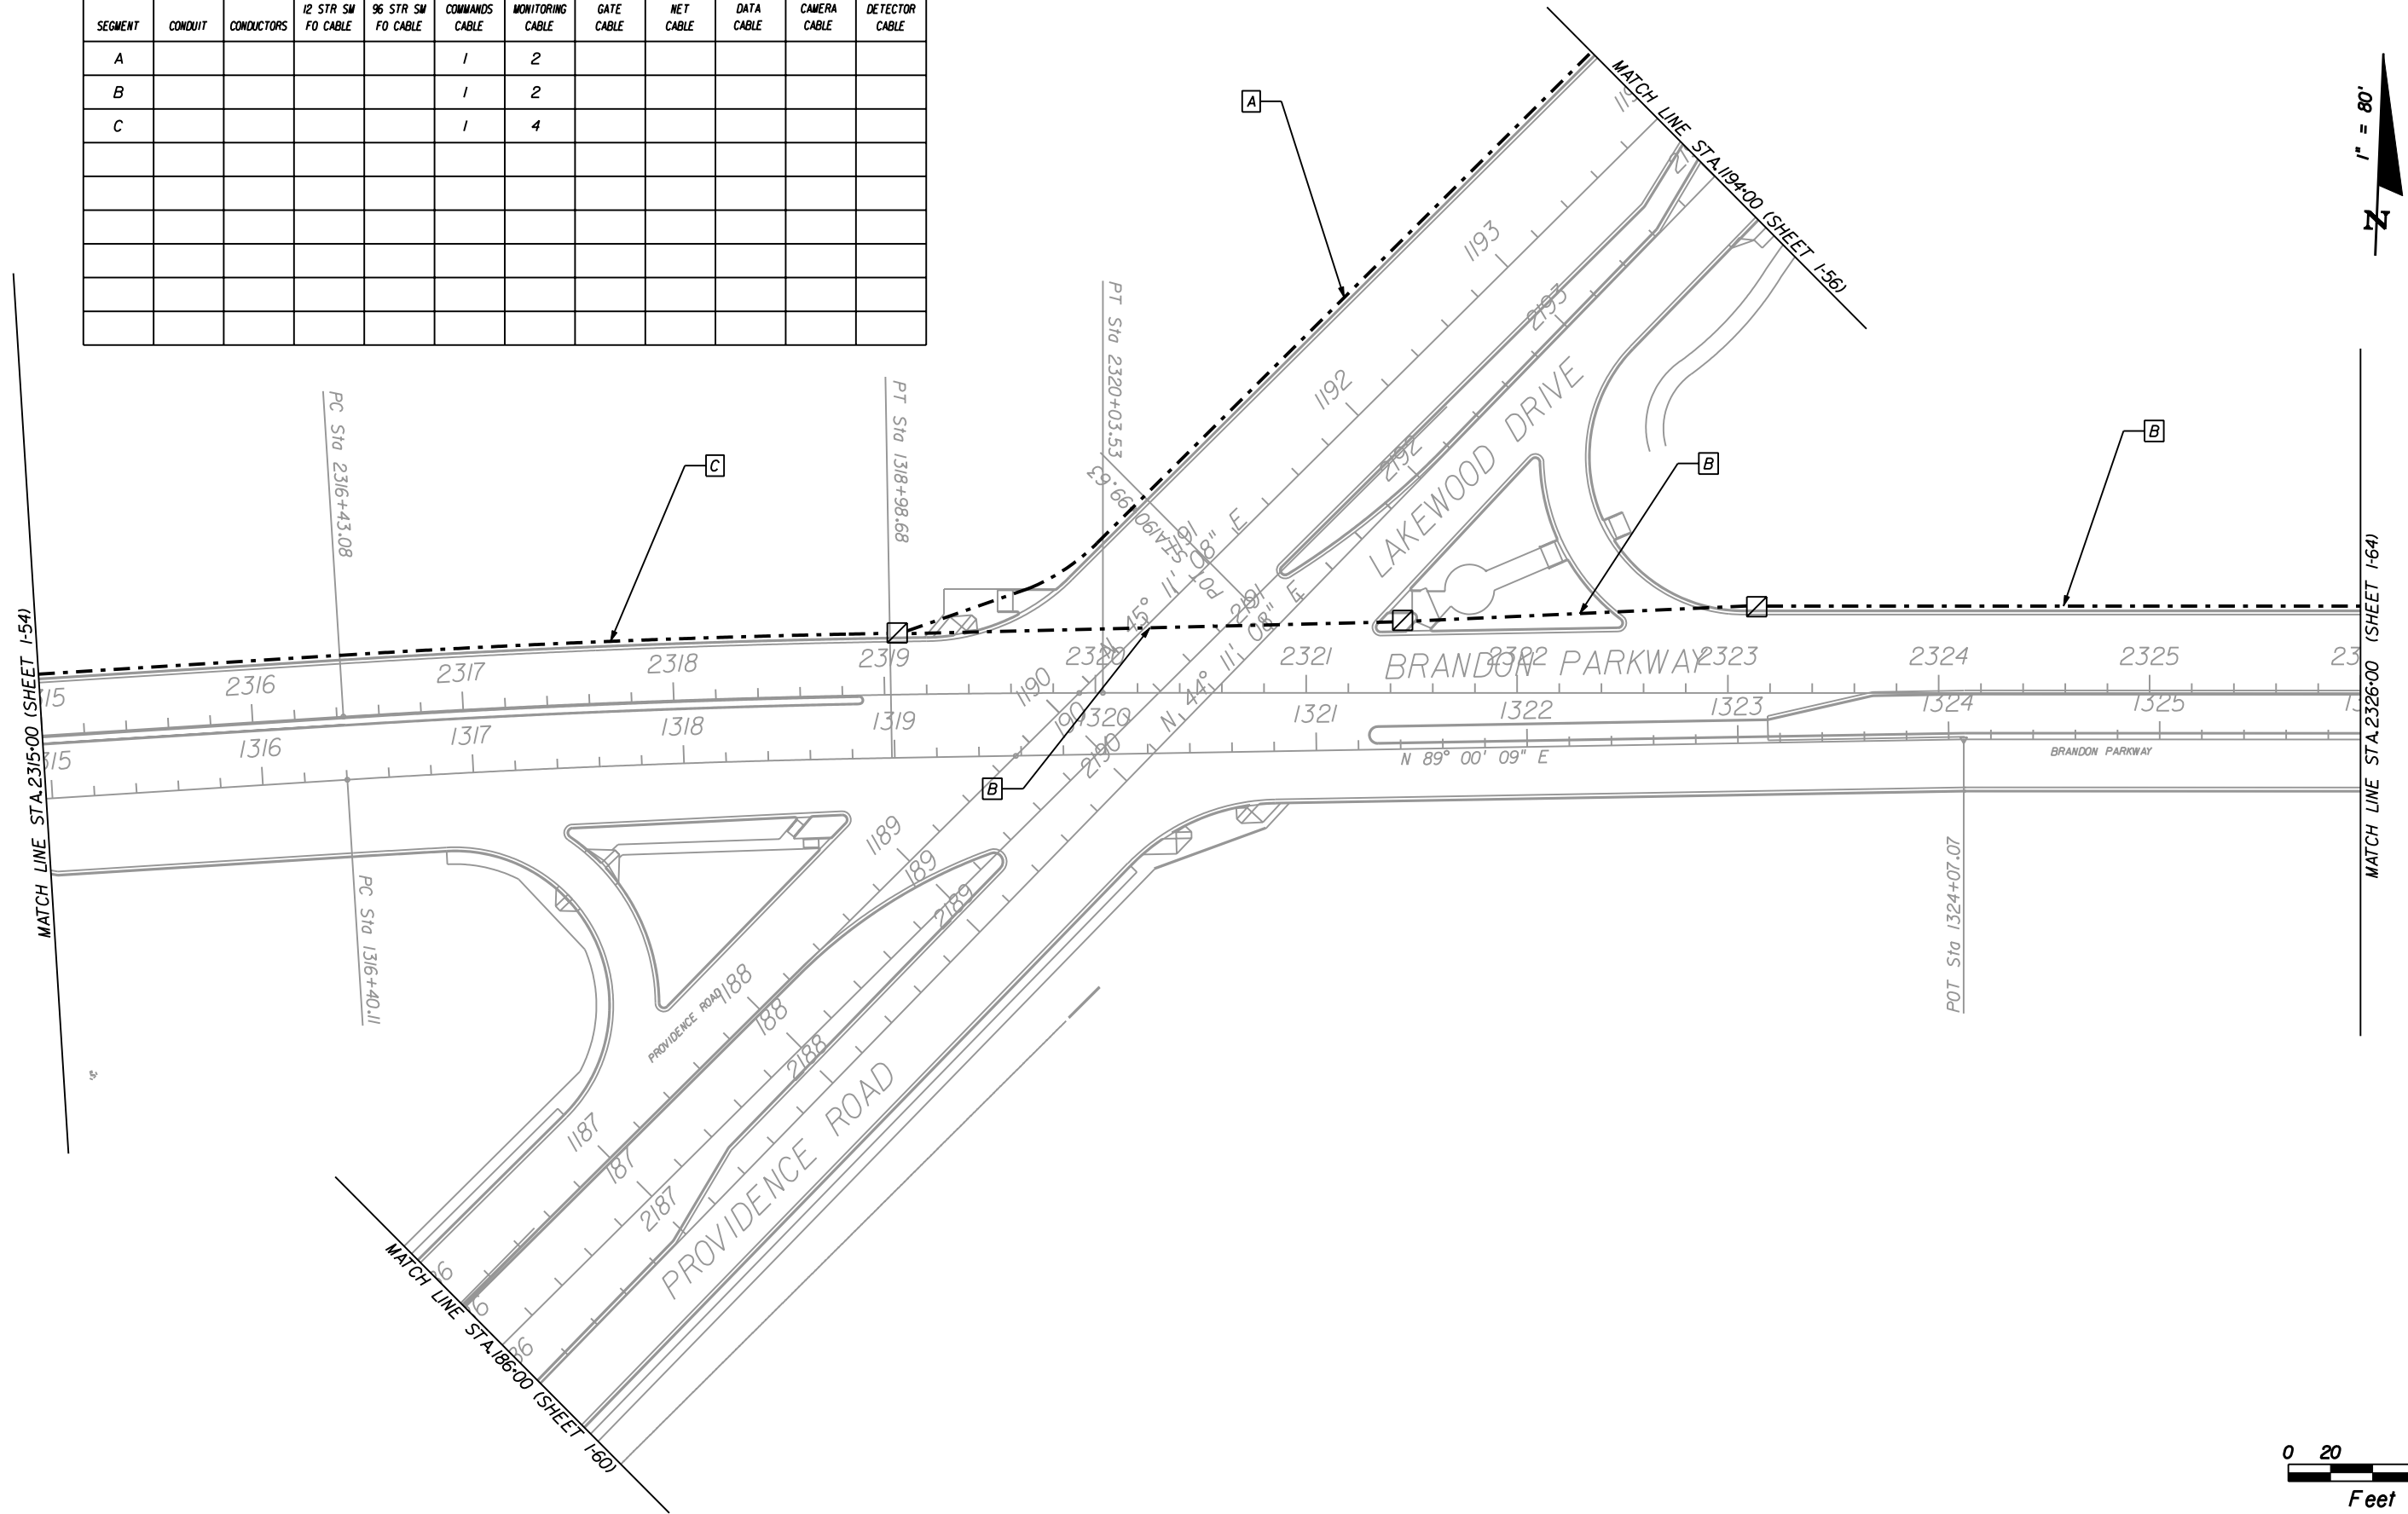 SEGMENT CONDUIT CONDUCTORS 12 STR SM FO CABLE 96 STR SM FO CABLE COMMANDS CABLE MONITORING CABLE GATE CABLE NET CABLE DATA CABLE CAMERA CABLE DETECTOR CABLE
A 1 2
B 1 2
C 1 4
1" = 80'
N
MATCH LINE STA.1194+00 (SHEET 1-56)
MATCH LINE STA.2315+00 (SHEET 1-54)
MATCH LINE STA.2326+00 (SHEET 1-64)
MATCH LINE STA.186+00 (SHEET 1-60)
A
B
B
C
B
PC Sta 2316+43.08
PT Sta 1318+98.68
PT Sta 2320+03.53
PC Sta 1316+40.11
POT Sta 1324+07.07
1193
2193
1192
2192
LAKEWOOD DRIVE
N 45° 11' 08" E
N 44° 11' 08" E
2191
1190
190
2190
2316
2317
2318
2319
2320
2321
2322
2323
2324
2325
23
BRANDON PARKWAY
1316
1317
1318
1319
1320
1321
1322
1323
1324
1325
N 89° 00' 09" E
BRANDON PARKWAY
1189
189
2189
1188
188
2188
PROVIDENCE ROAD
1187
187
2187
PROVIDENCE ROAD
0 20
Feet